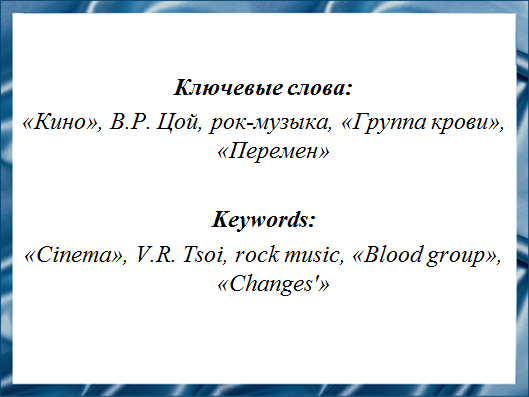 Ключевые слова:
«Кино», В.Р. Цой, рок-музыка, «Группа крови»,
«Перемен»
Keywords:
«Cinema», V.R. Tsoi, rock music, «Blood group»,
«Changes'»